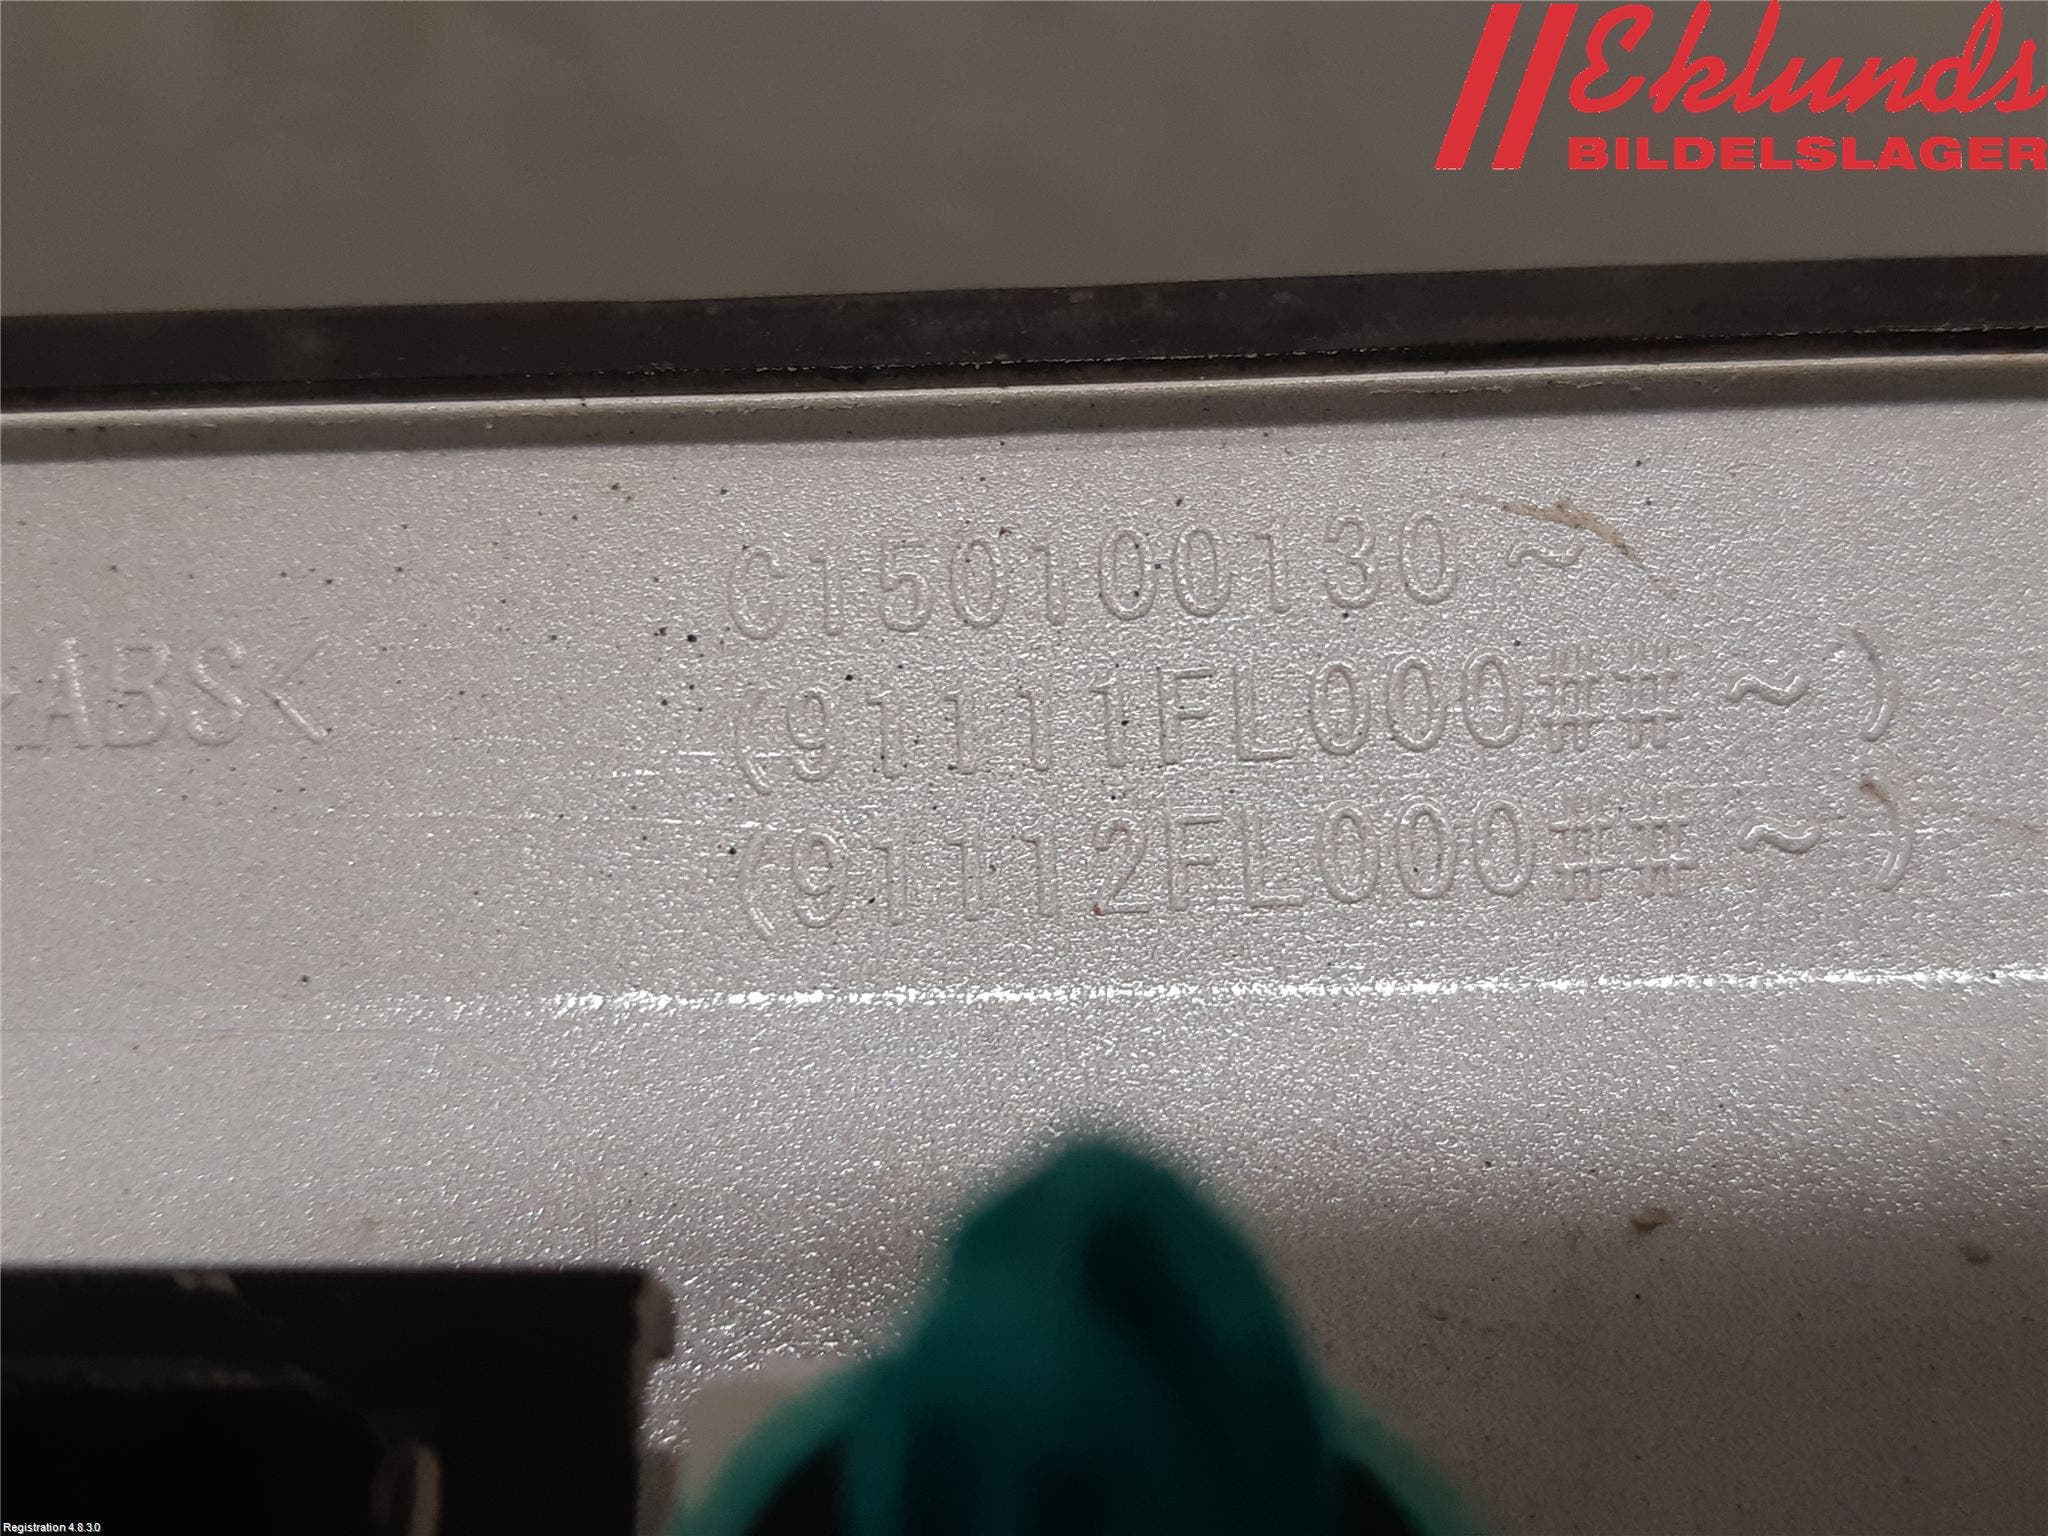 Eklunds
BILDELSLAGER
C150100130 ~
>ABS<
(91111FL000## ~ )
(91112FL000## ~ )
Registration 4.8.3.0